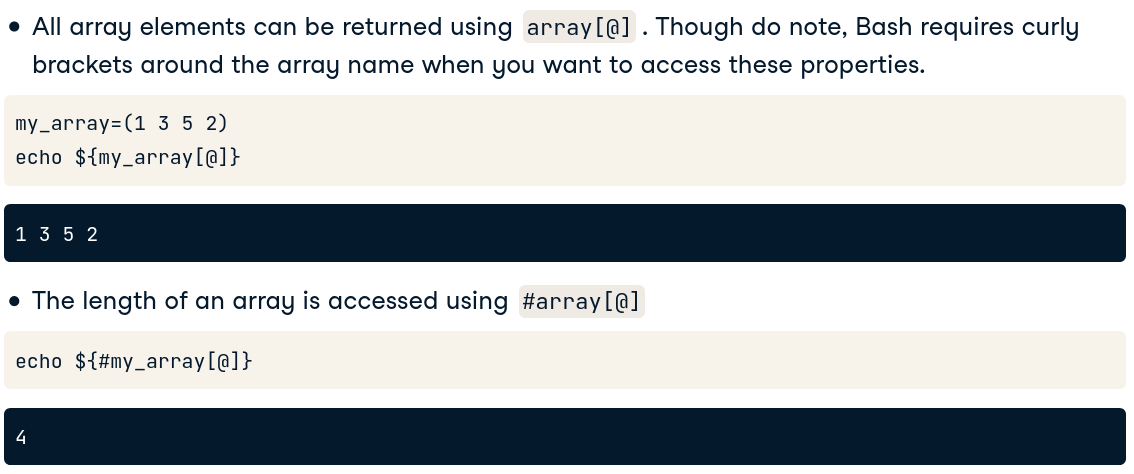 • All array elements can be returned using array[@] . Though do note, Bash requires curly
brackets around the array name when you want to access these properties.
my_array=(1 3 5 2)
echo ${my_array[@]}
1 3 5 2
• The length of an array is accessed using #array[@]
echo ${#my_array[@]}
4